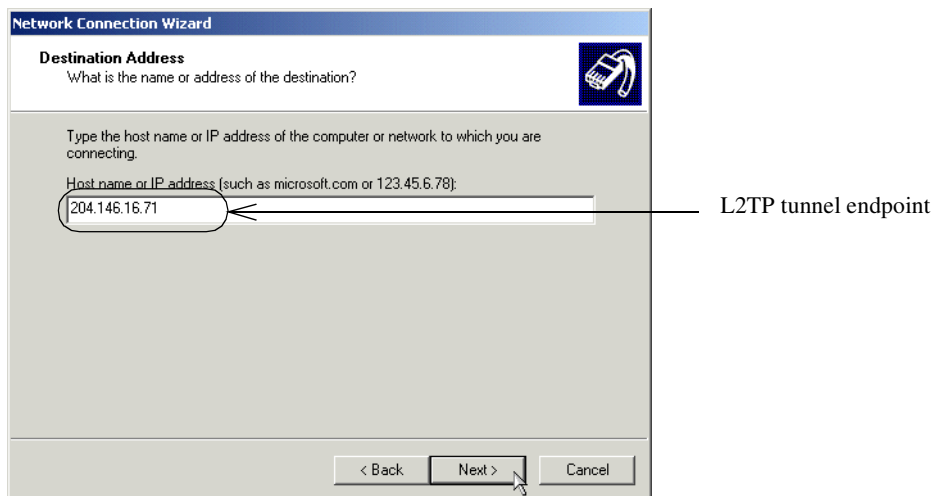 Network Connection Wizard
Destination Address
What is the name or address of the destination?
Type the host name or IP address of the computer or network to which you are
connecting.
Host name or IP address (such as microsoft.com or 123.45.6.78):
204.146.16.71
L2TP tunnel endpoint
< Back
Next >
Cancel